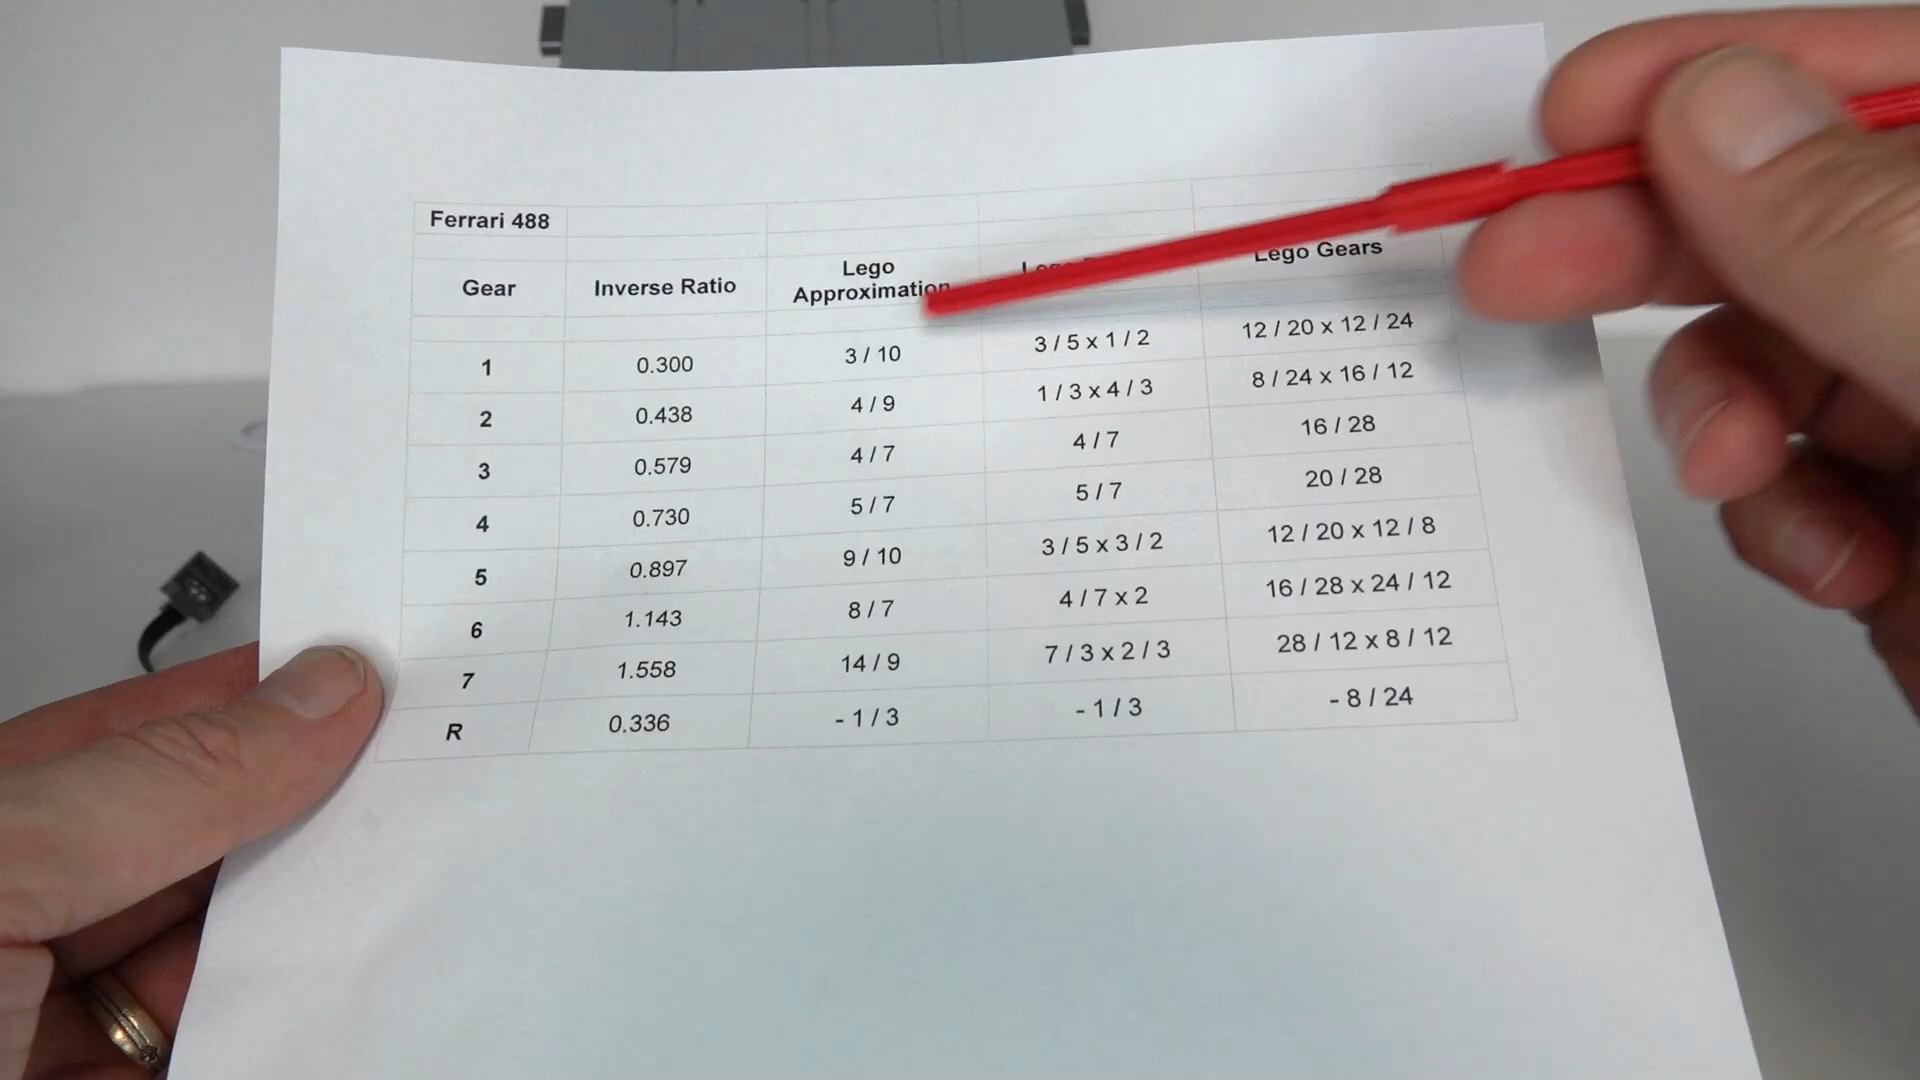 Ferrari 488
Gear Inverse Ratio Lego Approximation Lego Gears
1 0.300 3 / 10 3 / 5 x 1 / 2 12 / 20 x 12 / 24
2 0.438 4 / 9 1 / 3 x 4 / 3 8 / 24 x 16 / 12
3 0.579 4 / 7 4 / 7 16 / 28
4 0.730 5 / 7 5 / 7 20 / 28
5 0.897 9 / 10 3 / 5 x 3 / 2 12 / 20 x 12 / 8
6 1.143 8 / 7 4 / 7 x 2 16 / 28 x 24 / 12
7 1.558 14 / 9 7 / 3 x 2 / 3 28 / 12 x 8 / 12
R 0.336 - 1 / 3 - 1 / 3 - 8 / 24